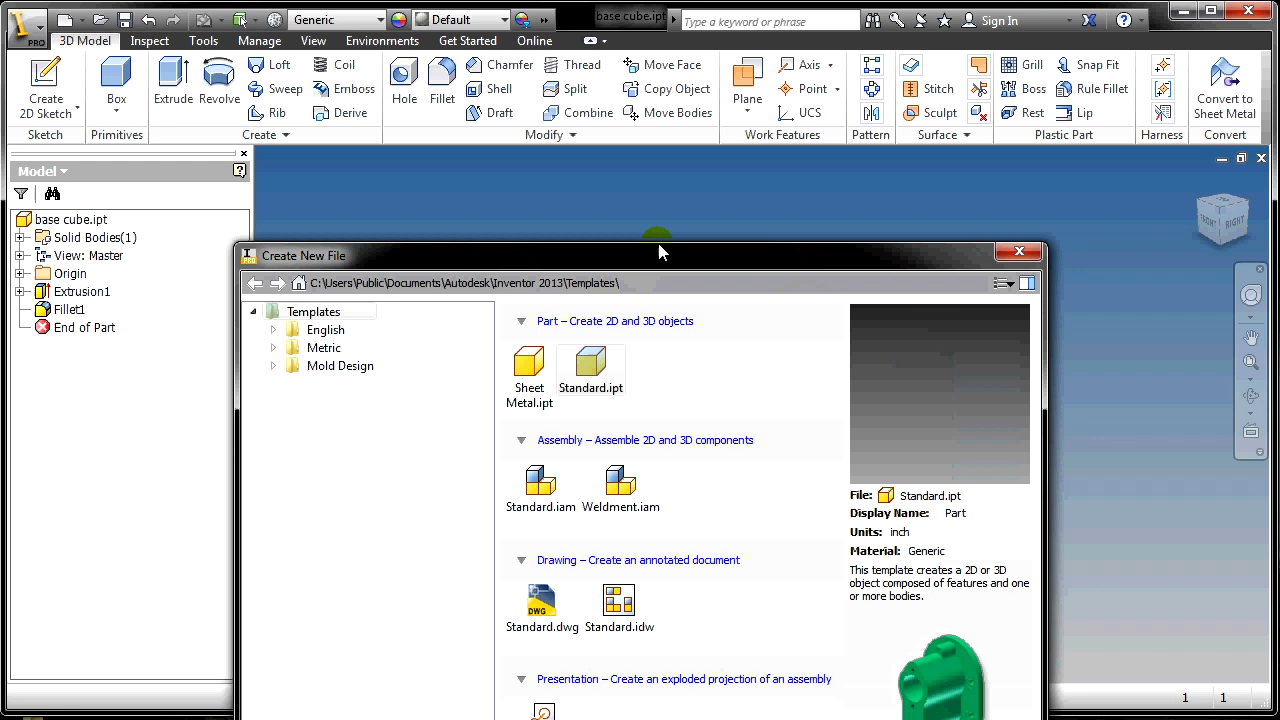 PRO
Generic
Default
base cube.ipt
Type a keyword or phrase
Sign In
3D Model Inspect Tools Manage View Environments Get Started Online
Create
2D Sketch
Box
Extrude
Revolve
Loft
Sweep
Rib
Coil
Emboss
Derive
Hole
Fillet
Chamfer
Shell
Draft
Thread
Split
Combine
Move Face
Copy Object
Move Bodies
Plane
Axis
Point
UCS
Stitch
Sculpt
Grill
Boss
Rest
Snap Fit
Rule Fillet
Lip
Convert to
Sheet Metal
Sketch Primitives Create Modify Work Features Pattern Surface Plastic Part Harness Convert
Model
base cube.ipt
Solid Bodies(1)
View: Master
Origin
Extrusion1
Fillet1
End of Part
FRONT RIGHT
PRO
Create New File
C:\Users\Public\Documents\Autodesk\Inventor 2013\Templates\
Templates
English
Metric
Mold Design
Part – Create 2D and 3D objects
Sheet
Metal.ipt
Standard.ipt
Assembly – Assemble 2D and 3D components
Standard.iam Weldment.iam
Drawing – Create an annotated document
DWG
Standard.dwg Standard.idw
Presentation – Create an exploded projection of an assembly
File: Standard.ipt
Display Name: Part
Units: inch
Material: Generic
This template creates a 2D or 3D
object composed of features and one
or more bodies.
1 1